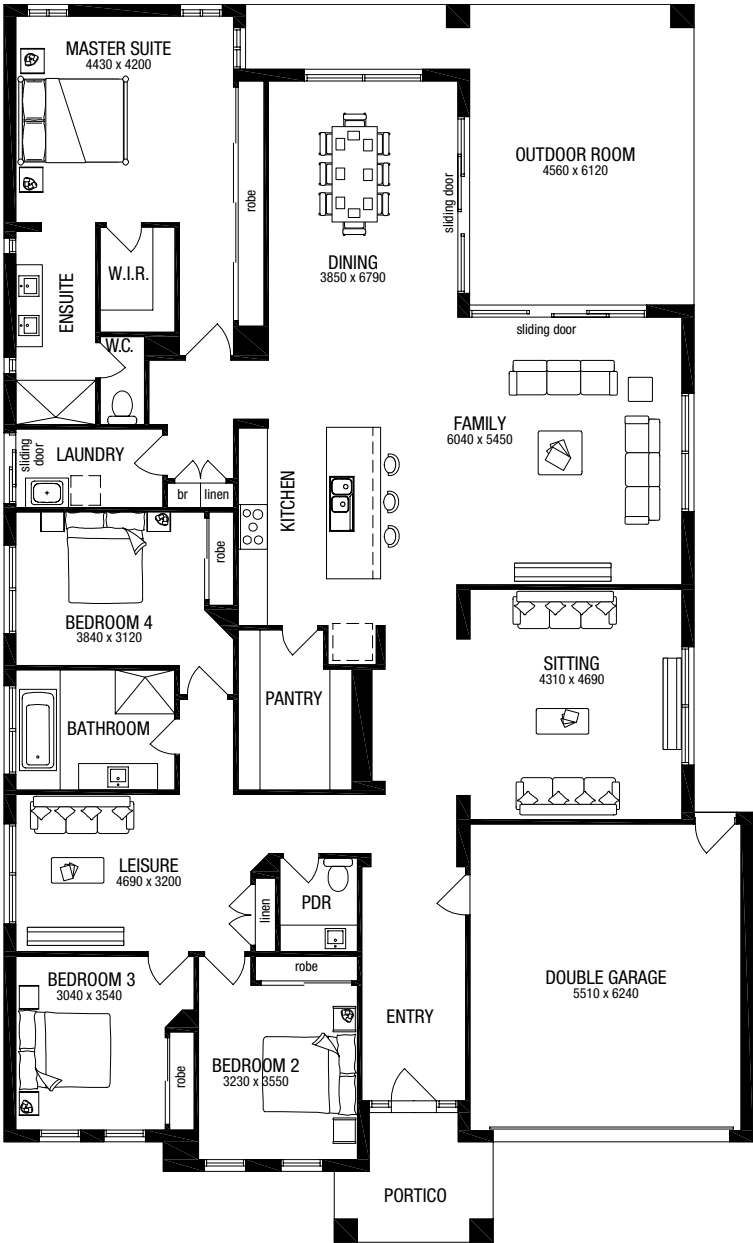 MASTER SUITE
4430 x 4200
robe
sliding door
OUTDOOR ROOM
4560 x 6120
DINING
3850 x 6790
W.I.R.
ENSUITE
W.C.
sliding door
FAMILY
6040 x 5450
sliding
door
LAUNDRY
br
linen
KITCHEN
robe
BEDROOM 4
3840 x 3120
SITTING
4310 x 4690
PANTRY
BATHROOM
LEISURE
4690 x 3200
linen
PDR
robe
BEDROOM 3
3040 x 3540
DOUBLE GARAGE
5510 x 6240
ENTRY
robe
BEDROOM 2
3230 x 3550
PORTICO